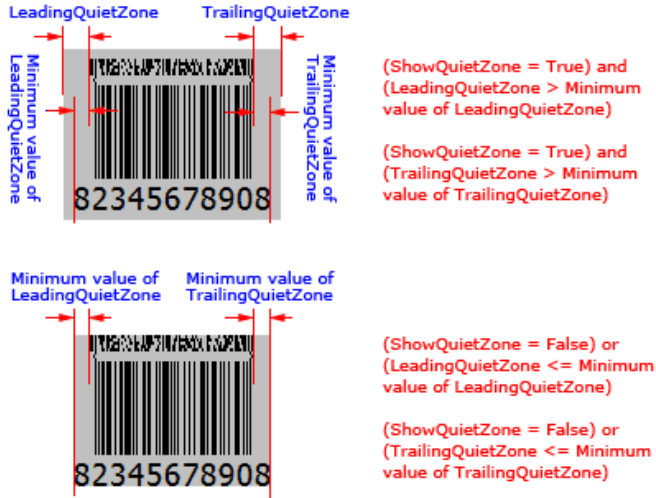 LeadingQuietZone
TrailingQuietZone
Minimum value of
LeadingQuietZone
Minimum value of
TrailingQuietZone
82345678908
(ShowQuietZone = True) and
(LeadingQuietZone > Minimum
value of LeadingQuietZone)
(ShowQuietZone = True) and
(TrailingQuietZone > Minimum
value of TrailingQuietZone)
Minimum value of
LeadingQuietZone
Minimum value of
TrailingQuietZone
82345678908
(ShowQuietZone = False) or
(LeadingQuietZone <= Minimum
value of LeadingQuietZone)
(ShowQuietZone = False) or
(TrailingQuietZone <= Minimum
value of TrailingQuietZone)